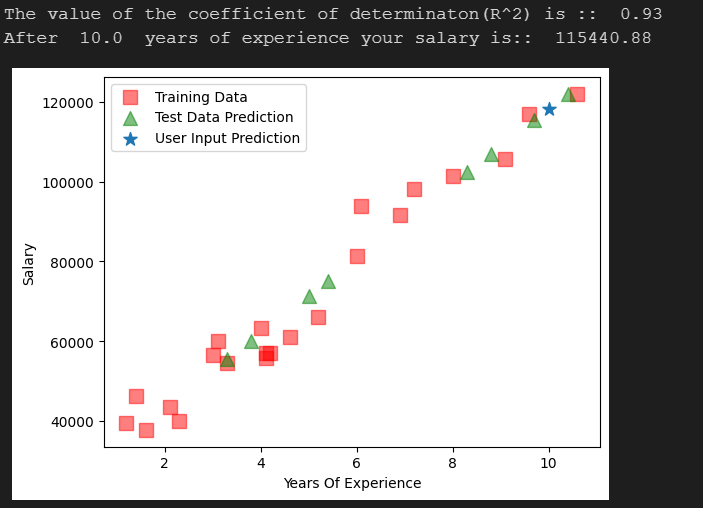 The value of the coefficient of determinaton(R^2) is ::  0.93
After  10.0  years of experience your salary is::  115440.88
Training Data
Test Data Prediction
User Input Prediction
120000
100000
80000
60000
40000
Salary
2 4 6 8 10
Years Of Experience